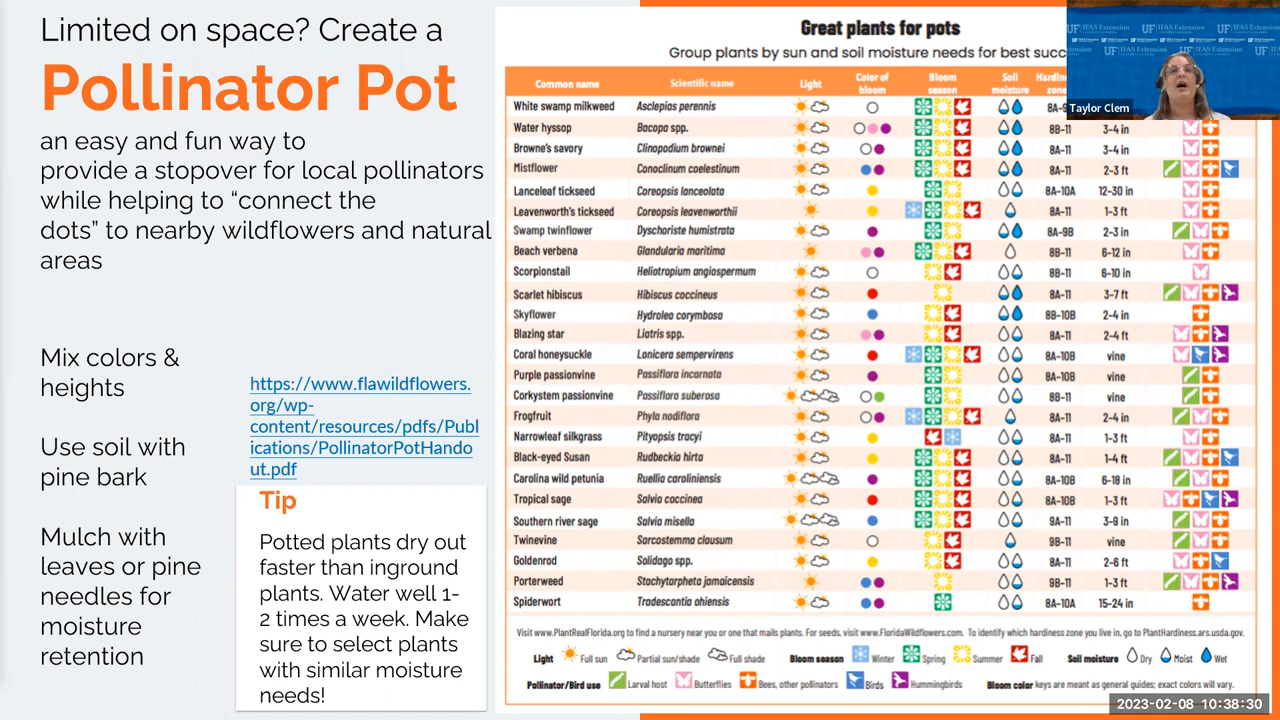 Limited on space? Create a
Pollinator Pot
an easy and fun way to
provide a stopover for local pollinators
while helping to “connect the
dots” to nearby wildflowers and natural
areas
Mix colors &
heights
Use soil with
pine bark
Mulch with
leaves or pine
needles for
moisture
retention
https://www.flawildflowers.
org/wp-
content/resources/pdfs/Publ
ications/PollinatorPotHando
ut.pdf
Tip
Potted plants dry out
faster than inground
plants. Water well 1-
2 times a week. Make
sure to select plants
with similar moisture
needs!
Great plants for pots
Group plants by sun and soil moisture needs for best
Common name Scientific name Light Color of bloom Bloom season Soil moisture
White swamp milkweed Asclepias perennis
Water hyssop Bacopa spp. 8B-11 3-4 in
Browne's savory Clinopodium brownei 8A-11 3-4 in
Mistflower Conoclinum coelestinum 8A-11 2-3 ft
Lanceleaf tickseed Coreopsis lanceolata 8A-10A 12-30 in
Leavenworth's tickseed Coreopsis leavenworthii 8A-11 1-3 ft
Swamp twinflower Dyschoriste humistrata 8A-9B 2-3 in
Beach verbena Glandularia maritima 8B-11 6-12 in
Scorpionstail Heliotropium angiospermum 8B-11 6-10 in
Scarlet hibiscus Hibiscus coccineus 8A-11 3-7 ft
Skyflower Hydrolea corymbosa 8B-10B 2-4 in
Blazing star Liatris spp. 8A-11 2-4 ft
Coral honeysuckle Lonicera sempervirens 8A-10B vine
Purple passionvine Passiflora incarnata 8A-10B vine
Corkystem passionvine Passiflora suberosa 8B-11 vine
Frogfruit Phyla nodiflora 8A-11 2-4 in
Narrowleaf silkgrass Pityopsis tracyi 8A-11 1-3 ft
Black-eyed Susan Rudbeckia hirta 8A-11 1-4 ft
Carolina wild petunia Ruellia caroliniensis 8A-10B 6-18 in
Tropical sage Salvia coccinea 8A-10B 1-3 ft
Southern river sage Salvia misella 9A-11 3-9 in
Twinevine Sarcostemma clausum 9B-11 vine
Goldenrod Solidago spp. 8A-11 2-6 ft
Porterweed Stachytarpheta jamaicensis 9B-11 1-3 ft
Spiderwort Tradescantia ohiensis 8A-10A 15-24 in
Visit www.PlantRealFlorida.org to find a nursery near you or one that mails plants. For seeds, visit www.FloridaWildflowers.com. To identify which hardiness zone you live in, go to PlantHardiness.ars.usda.gov.
Light Full sun Partial sun/shade Full shade Bloom season Winter Spring Summer Fall Soil moisture Dry Moist Wet
Pollinator/Bird use Larval host Butterflies Bees, other pollinators Birds Hummingbirds Bloom color keys are meant as general guides; exact colors will vary.
UF IFAS Extension
Taylor Clem
2023-02-08 10:38:30